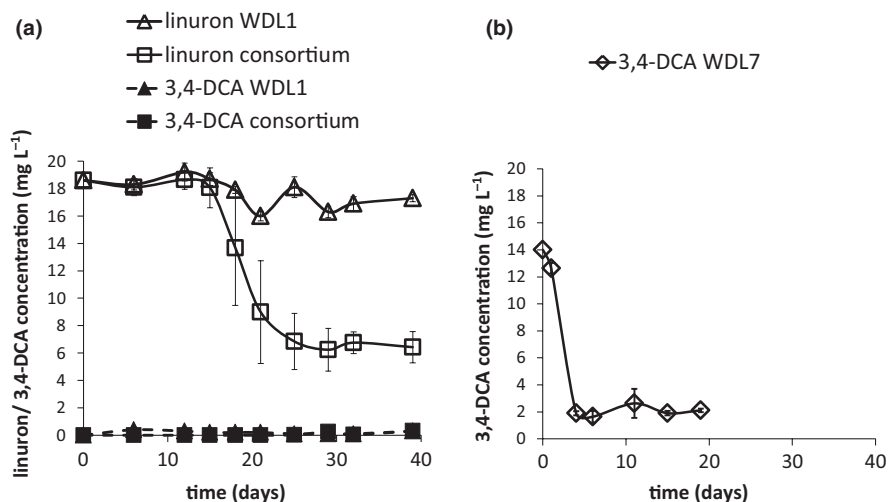 (a)
linuron WDL1
linuron consortium
3,4-DCA WDL1
3,4-DCA consortium
linuron/ 3,4-DCA concentration (mg L⁻¹)
20
18
16
14
12
10
8
6
4
2
0
0 10 20 30 40
time (days)
(b)
3,4-DCA WDL7
3,4-DCA concentration (mg L⁻¹)
20
18
16
14
12
10
8
6
4
2
0
0 10 20 30 40
time (days)